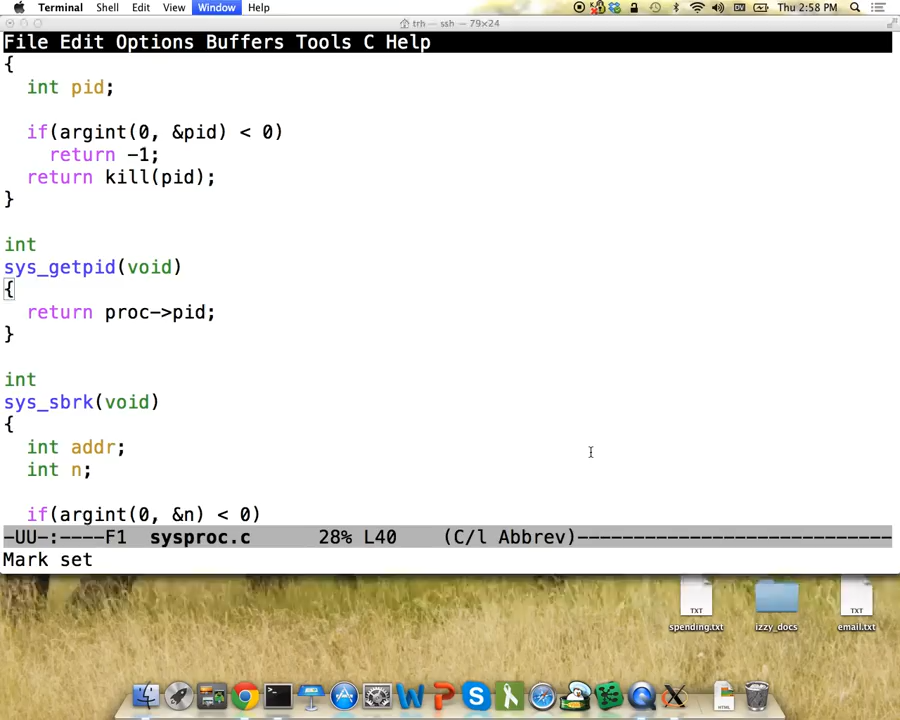 Terminal Shell Edit View Window Help Thu 2:58 PM
trh — ssh — 79×24
File Edit Options Buffers Tools C Help
{
  int pid;

  if(argint(0, &pid) < 0)
    return -1;
  return kill(pid);
}

int
sys_getpid(void)
{
  return proc->pid;
}

int
sys_sbrk(void)
{
  int addr;
  int n;

  if(argint(0, &n) < 0)
-UU-:----F1  sysproc.c      28% L40    (C/l Abbrev)----------------------------
Mark set
TXT TXT
spending.txt izzy_docs email.txt
HTML